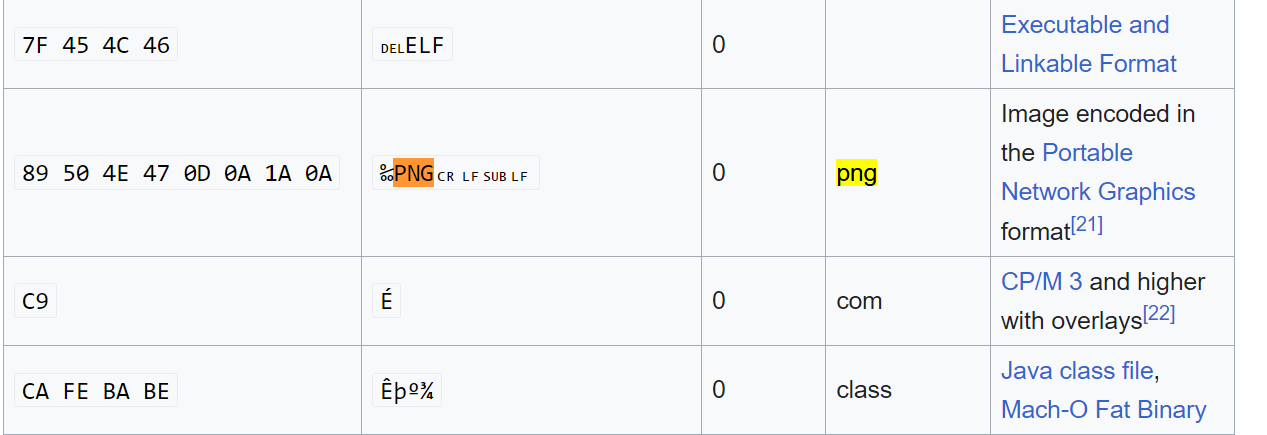 7F 45 4C 46
DELELF
0
Executable and
Linkable Format
89 50 4E 47 0D 0A 1A 0A
‰PNGCR LF SUB LF
0
png
Image encoded in
the Portable
Network Graphics
format[21]
C9
É
0
com
CP/M 3 and higher
with overlays[22]
CA FE BA BE
Êþº¾
0
class
Java class file,
Mach-O Fat Binary